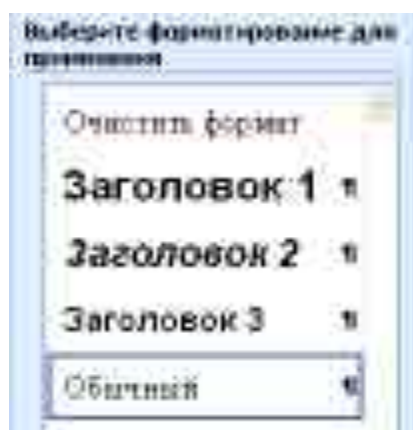 Выберите форматирование для
применения
Очистить формат
Заголовок 1 ¶
Заголовок 2 ¶
Заголовок 3 ¶
Обычный ¶